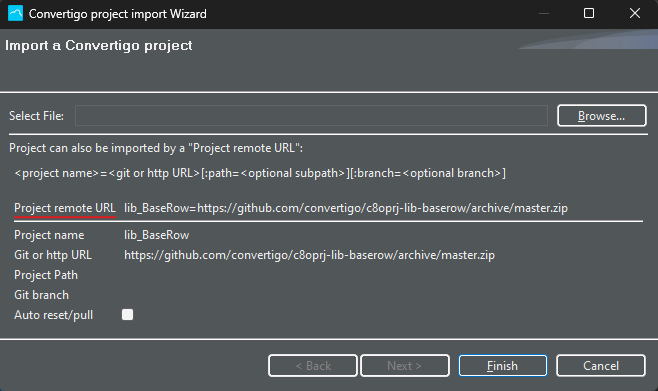 Convertigo project import Wizard
Import a Convertigo project
Select File:
Browse...
Project can also be imported by a "Project remote URL":
<project name>=<git or http URL>[:path=<optional subpath>][:branch=<optional branch>]
Project remote URL lib_BaseRow=https://github.com/convertigo/c8oprj-lib-baserow/archive/master.zip
Project name lib_BaseRow
Git or http URL https://github.com/convertigo/c8oprj-lib-baserow/archive/master.zip
Project Path
Git branch
Auto reset/pull
< Back Next > Finish Cancel